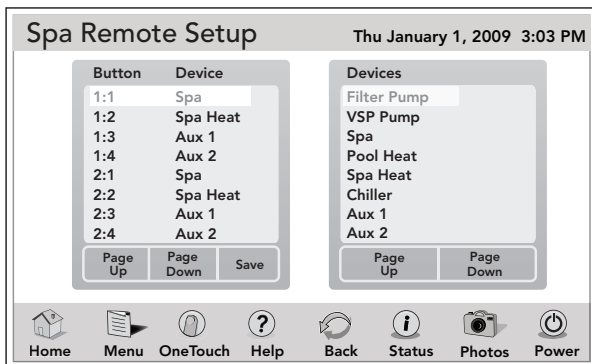 Spa Remote Setup
Thu January 1, 2009 3:03 PM
Button Device
1:1 Spa
1:2 Spa Heat
1:3 Aux 1
1:4 Aux 2
2:1 Spa
2:2 Spa Heat
2:3 Aux 1
2:4 Aux 2
Page Up
Page Down
Save
Devices
Filter Pump
VSP Pump
Spa
Pool Heat
Spa Heat
Chiller
Aux 1
Aux 2
Page Up
Page Down
Home Menu OneTouch Help Back Status Photos Power